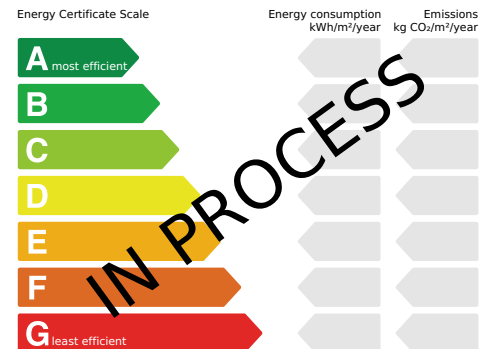 Energy Certificate Scale
Energy consumption
kWh/m²/year
Emissions
kg CO₂/m²/year
A most efficient
B
C
D
E
F
G least efficient
IN PROCESS